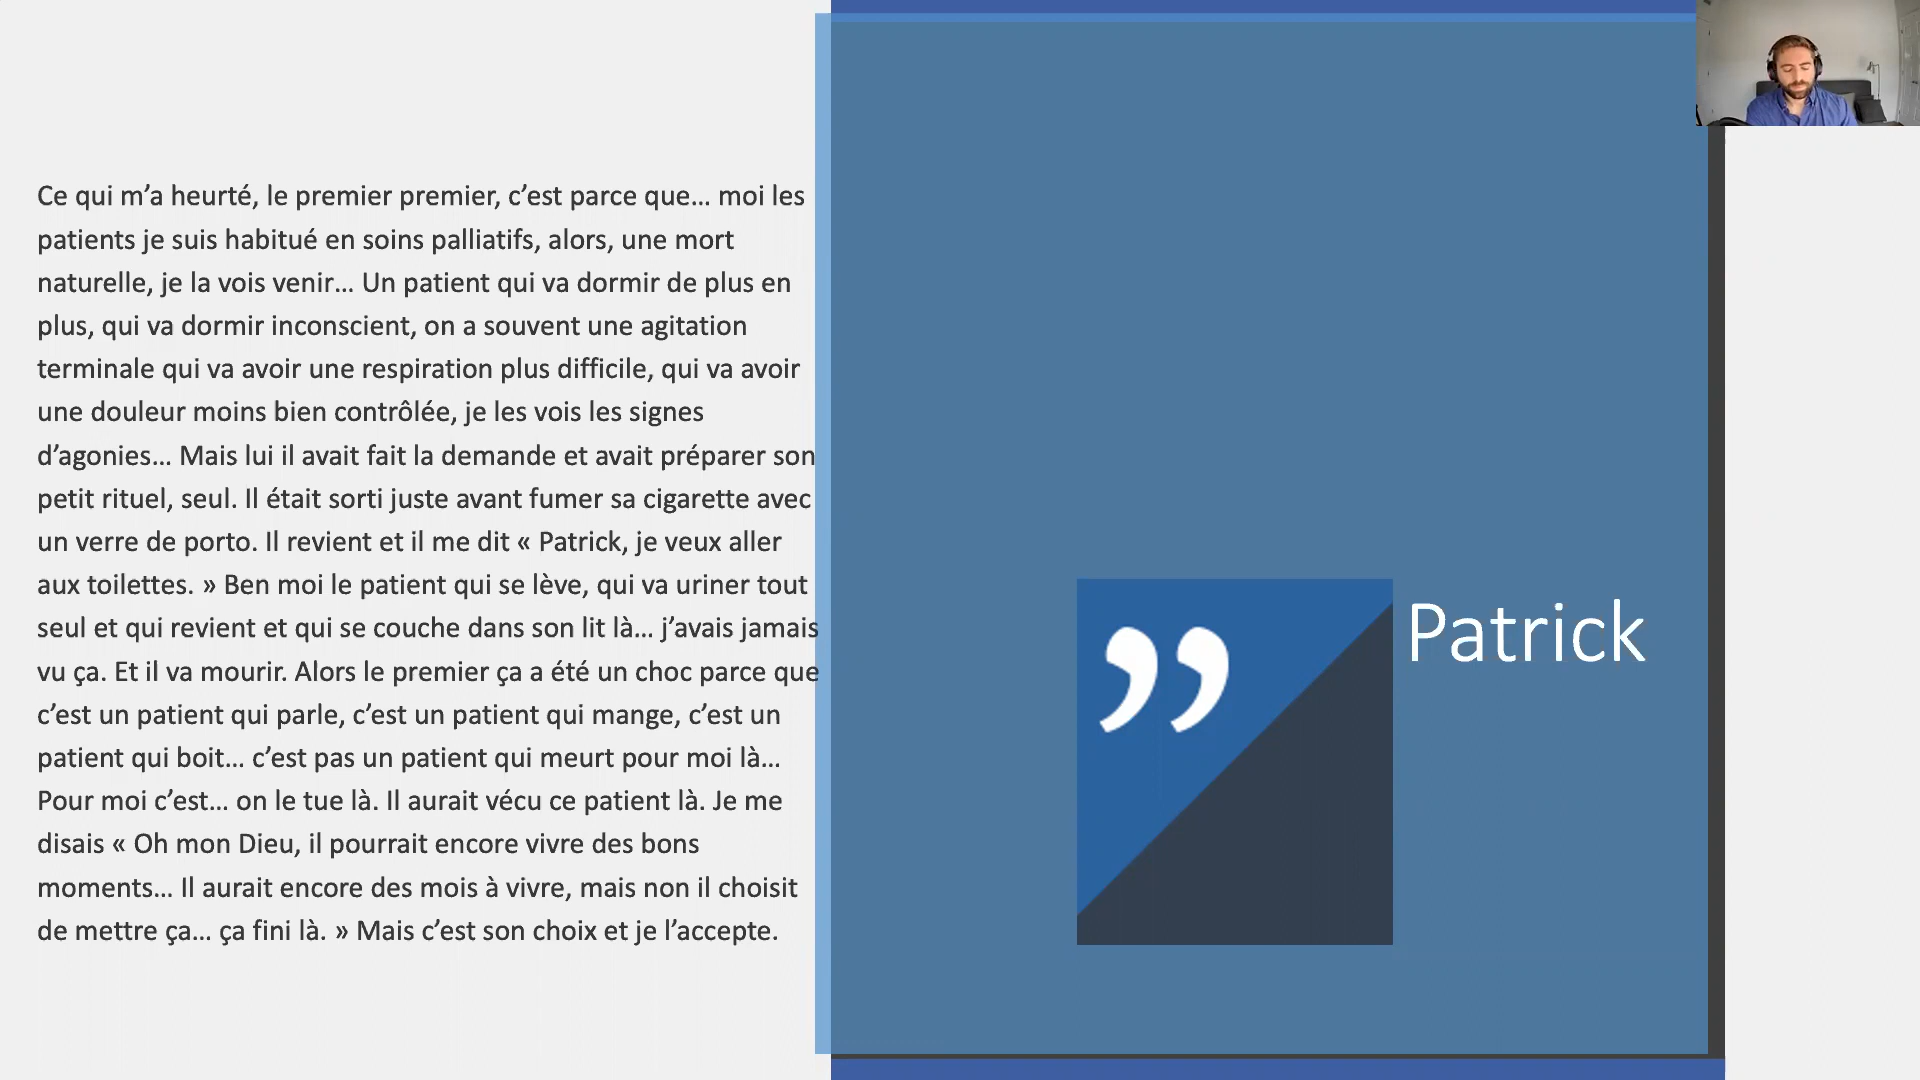 Ce qui m’a heurté, le premier premier, c’est parce que… moi les
patients je suis habitué en soins palliatifs, alors, une mort
naturelle, je la vois venir… Un patient qui va dormir de plus en
plus, qui va dormir inconscient, on a souvent une agitation
terminale qui va avoir une respiration plus difficile, qui va avoir
une douleur moins bien contrôlée, je les vois les signes
d’agonies… Mais lui il avait fait la demande et avait préparer son
petit rituel, seul. Il était sorti juste avant fumer sa cigarette avec
un verre de porto. Il revient et il me dit « Patrick, je veux aller
aux toilettes. » Ben moi le patient qui se lève, qui va uriner tout
seul et qui revient et qui se couche dans son lit là… j’avais jamais
vu ça. Et il va mourir. Alors le premier ça a été un choc parce que
c’est un patient qui parle, c’est un patient qui mange, c’est un
patient qui boit… c’est pas un patient qui meurt pour moi là…
Pour moi c’est… on le tue là. Il aurait vécu ce patient là. Je me
disais « Oh mon Dieu, il pourrait encore vivre des bons
moments… Il aurait encore des mois à vivre, mais non il choisit
de mettre ça… ça fini là. » Mais c’est son choix et je l’accepte.
”
Patrick